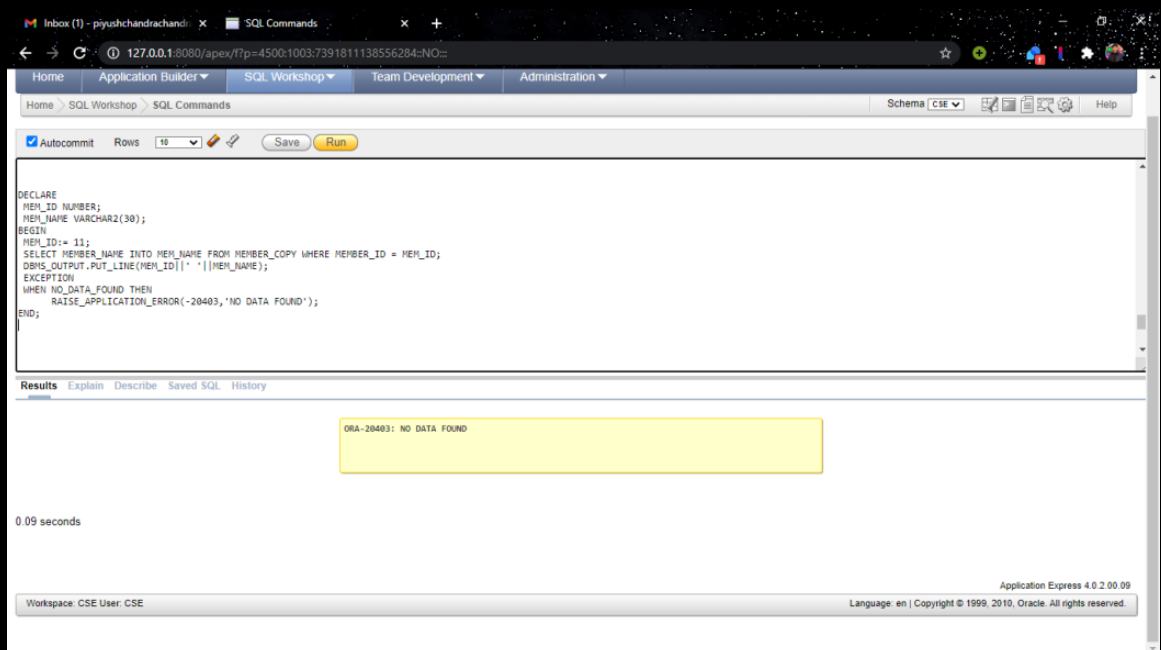 Inbox (1) - piyushchandrachandr
SQL Commands
127.0.0.1:8080/apex/f?p=4500:1003:7391811138556284::NO:::
Home Application Builder SQL Workshop Team Development Administration
Home SQL Workshop SQL Commands
Schema CSE Help
Autocommit Rows 10 Save Run
DECLARE
MEM_ID NUMBER;
MEM_NAME VARCHAR2(30);
BEGIN
MEM_ID:= 11;
SELECT MEMBER_NAME INTO MEM_NAME FROM MEMBER_COPY WHERE MEMBER_ID = MEM_ID;
DBMS_OUTPUT.PUT_LINE(MEM_ID||' '||MEM_NAME);
EXCEPTION
WHEN NO_DATA_FOUND THEN
RAISE_APPLICATION_ERROR(-20403,'NO DATA FOUND');
END;
Results Explain Describe Saved SQL History
ORA-20403: NO DATA FOUND
0.09 seconds
Application Express 4.0.2.00.09
Workspace: CSE User: CSE
Language: en | Copyright © 1999, 2010, Oracle. All rights reserved.